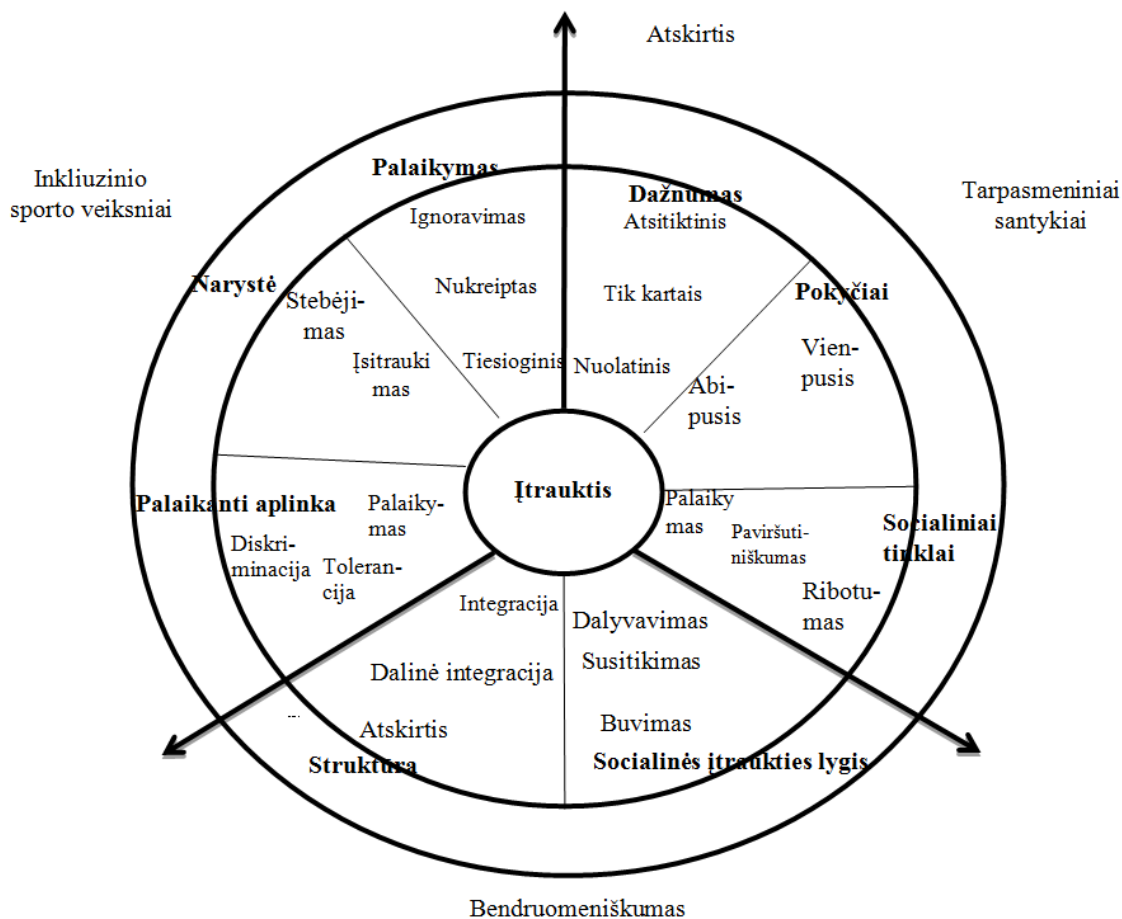 Atskirtis
Inkliuzinio
sporto veiksniai
Tarpasmeniniai
santykiai
Palaikymas
Ignoravimas
Nukreiptas
Tiesioginis
Dažnumas
Atsitiktinis
Tik kartais
Nuolatinis
Narystė
Stebėji-
mas
Įsitrauki
mas
Pokyčiai
Vien-
pusis
Abi-
pusis
Įtrauktis
Palaikanti aplinka
Palaiky-
mas
Diskri-
minacija
Toleran-
cija
Socialiniai
tinklai
Palaiky
mas
Paviršuti-
niškumas
Ribotu-
mas
Integracija
Dalinė integracija
...
Atskirtis
Struktūra
Dalyvavimas
Susitikimas
Buvimas
Socialinės įtraukties lygis
Bendruomeniškumas